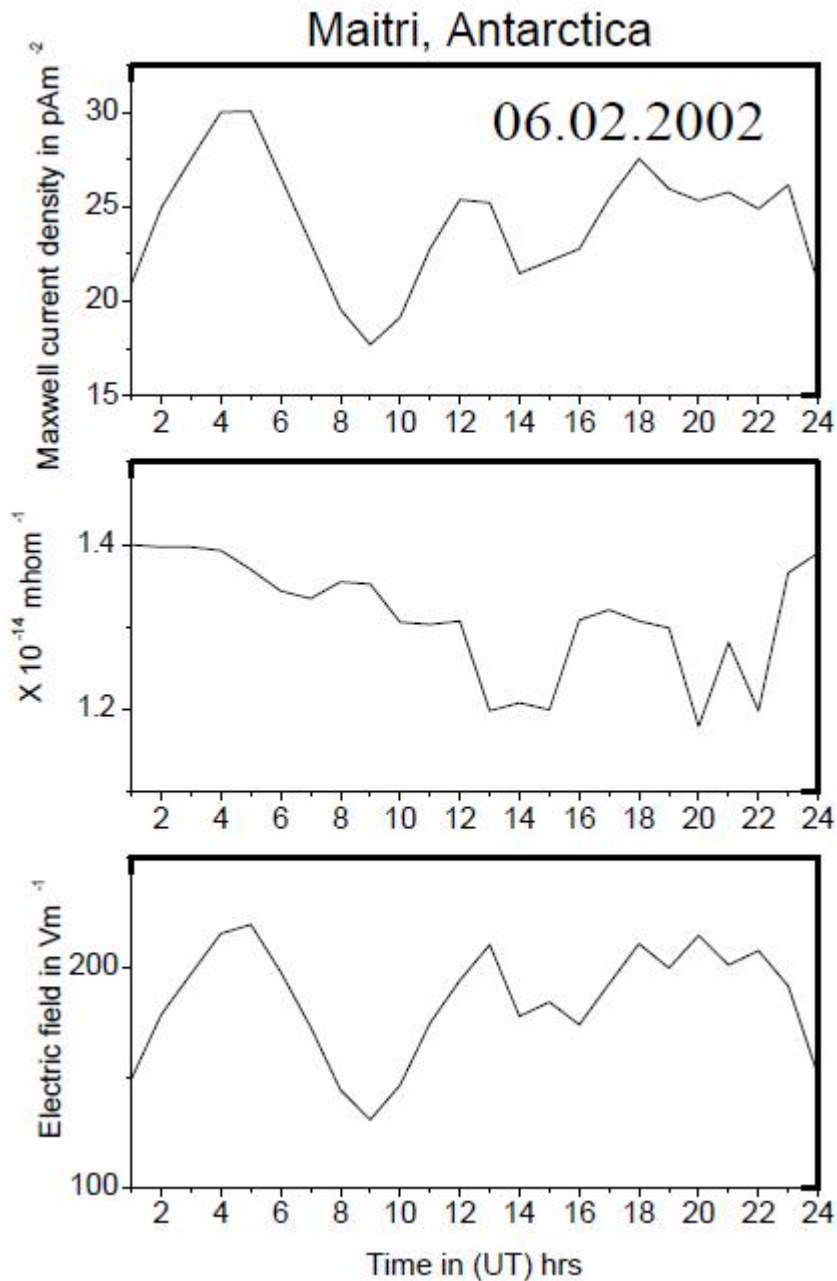 Maitri, Antarctica
06.02.2002
Maxwell current density in pAm⁻²
30
25
20
15
2 4 6 8 10 12 14 16 18 20 22 24
X 10⁻¹⁴ mhom⁻¹
1.4
1.2
2 4 6 8 10 12 14 16 18 20 22 24
Electric field in Vm⁻¹
200
100
2 4 6 8 10 12 14 16 18 20 22 24
Time in (UT) hrs